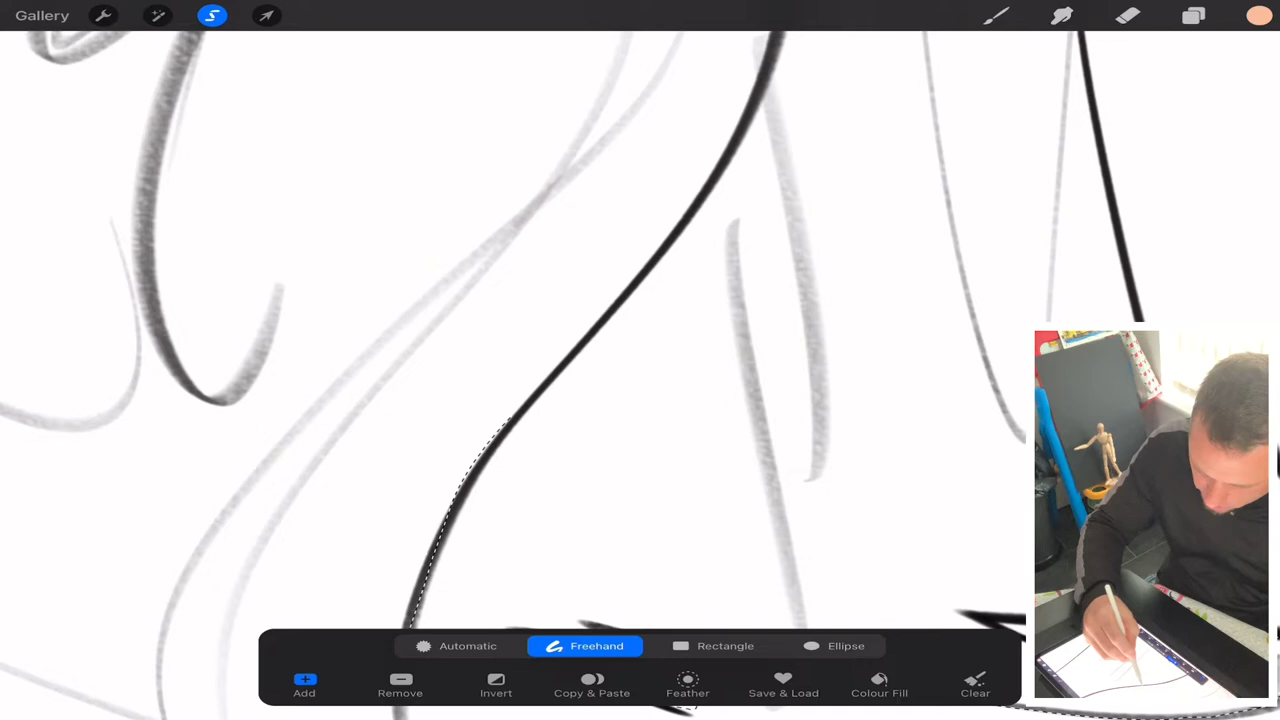 Gallery
Automatic Freehand Rectangle Ellipse
Add Remove Invert Copy & Paste Feather Save & Load Colour Fill Clear